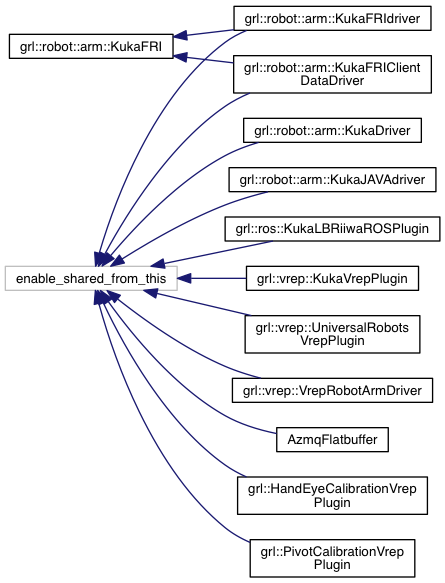 grl::robot::arm::KukaFRIdriver
grl::robot::arm::KukaFRI
grl::robot::arm::KukaFRIClient
DataDriver
grl::robot::arm::KukaDriver
grl::robot::arm::KukaJAVAdriver
grl::ros::KukaLBRiiwaROSPlugin
enable_shared_from_this
grl::vrep::KukaVrepPlugin
grl::vrep::UniversalRobots
VrepPlugin
grl::vrep::VrepRobotArmDriver
AzmqFlatbuffer
grl::HandEyeCalibrationVrep
Plugin
grl::PivotCalibrationVrep
Plugin